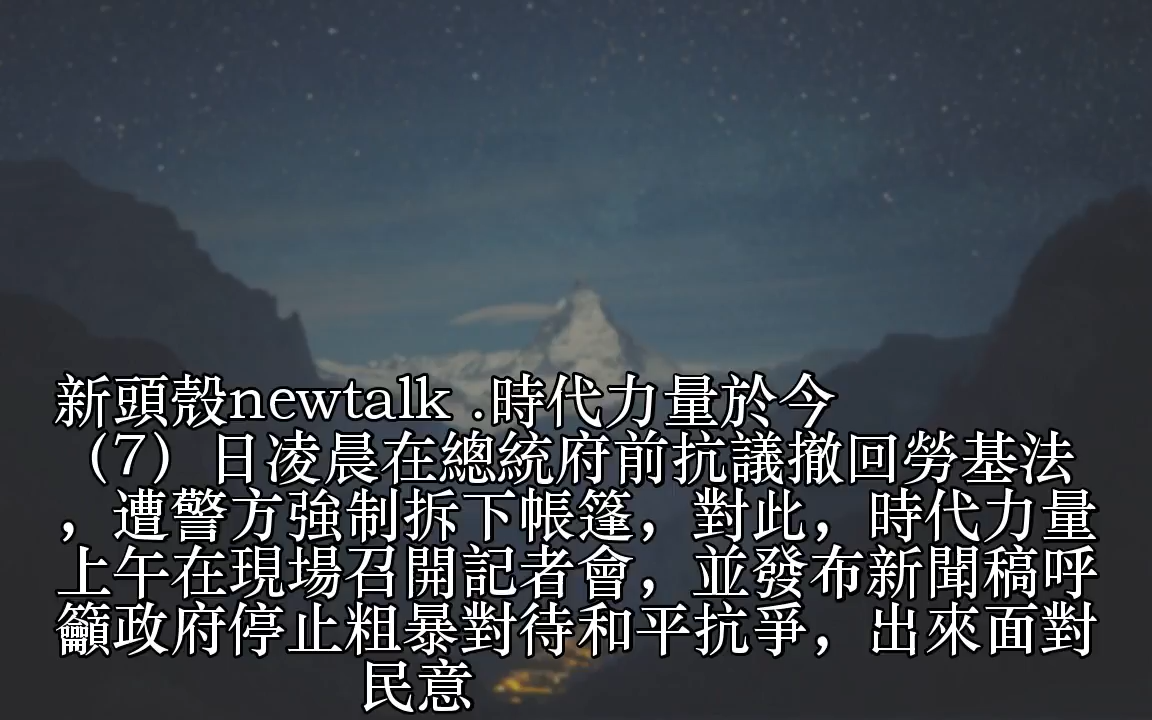 新頭殼newtalk .時代力量於今
（7）日凌晨在總統府前抗議撤回勞基法
，遭警方強制拆下帳篷，對此，時代力量
上午在現場召開記者會，並發布新聞稿呼
籲政府停止粗暴對待和平抗爭，出來面對
民意